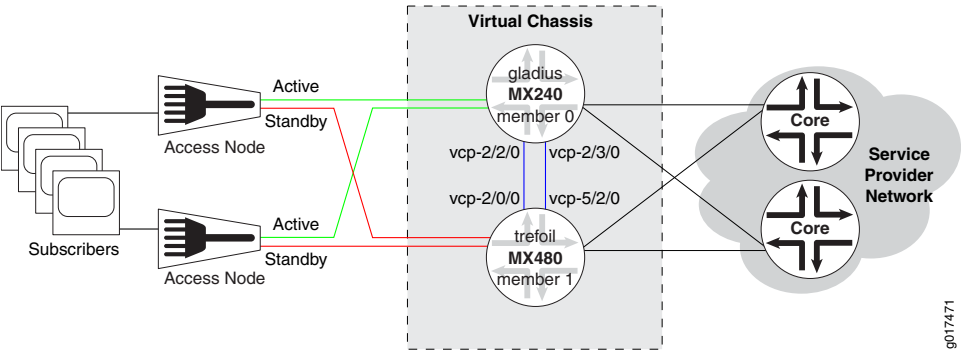 Virtual Chassis
gladius
MX240
member 0
Active
Standby
Access Node
Core
vcp-2/2/0
vcp-2/3/0
Service
Provider
Network
vcp-2/0/0
vcp-5/2/0
Subscribers
Active
Standby
Access Node
trefoil
MX480
member 1
Core
g017471